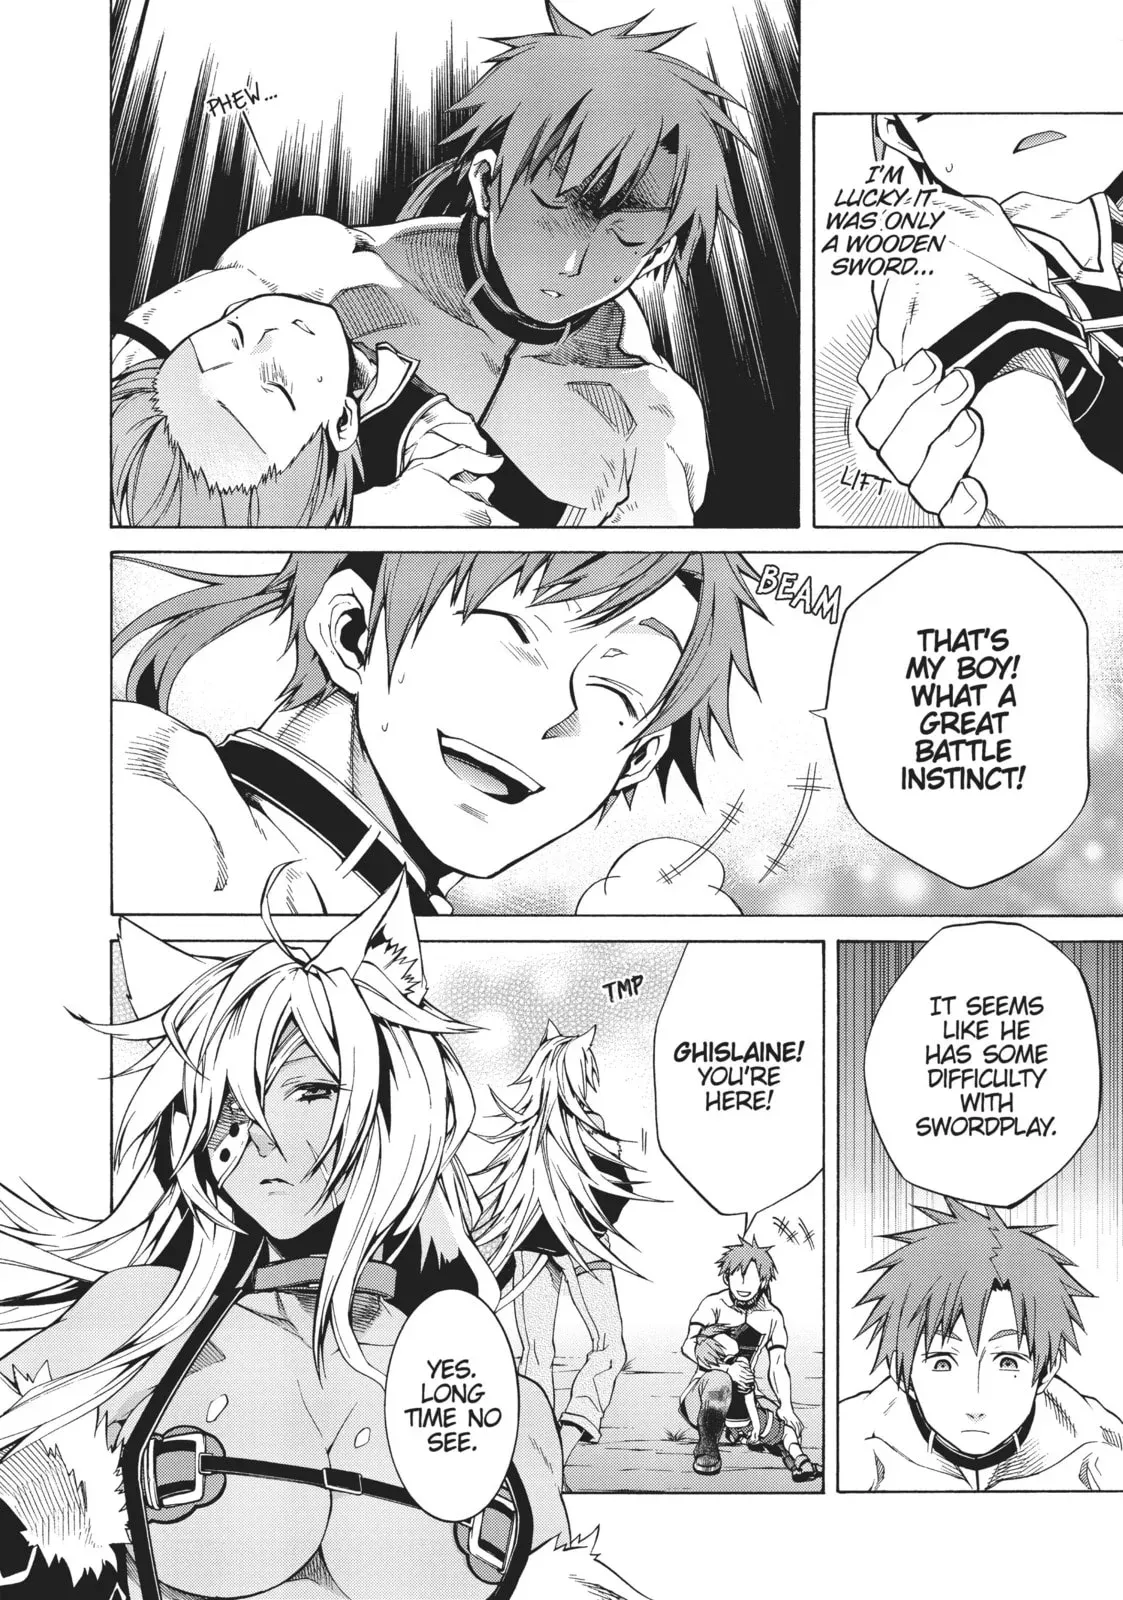 I'M
LUCKY IT
WAS ONLY
A WOODEN
SWORD...
LIFT
PHEW...
THAT'S
MY BOY!
WHAT A
GREAT
BATTLE
INSTINCT!
BEAM
IT SEEMS
LIKE HE
HAS SOME
DIFFICULTY
WITH
SWORDPLAY.
GHISLAINE!
YOU'RE
HERE!
TMP
YES.
LONG
TIME NO
SEE.